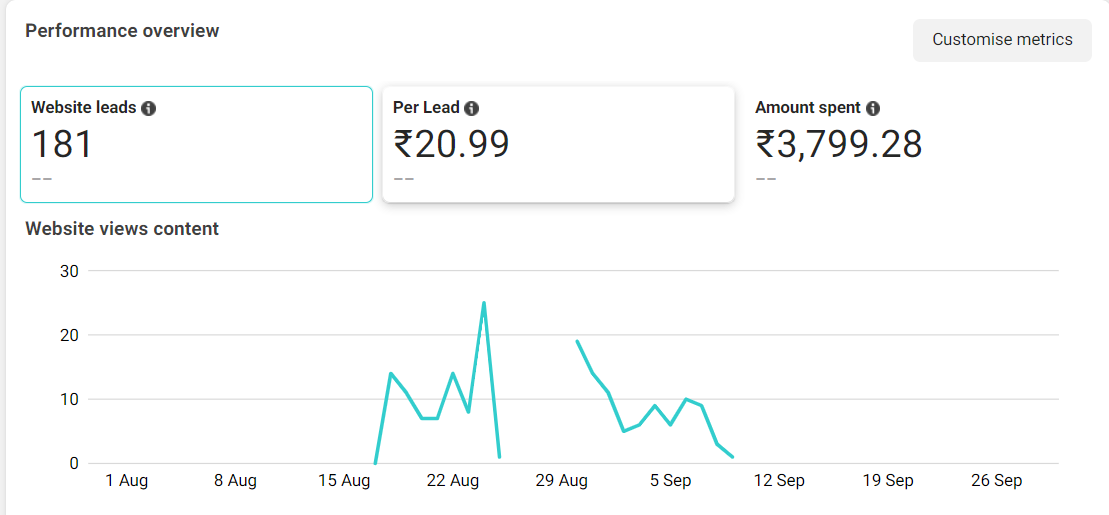 Performance overview
Customise metrics
Website leads
181
––
Per Lead
₹20.99
––
Amount spent
₹3,799.28
––
Website views content
30
20
10
0
1 Aug 8 Aug 15 Aug 22 Aug 29 Aug 5 Sep 12 Sep 19 Sep 26 Sep